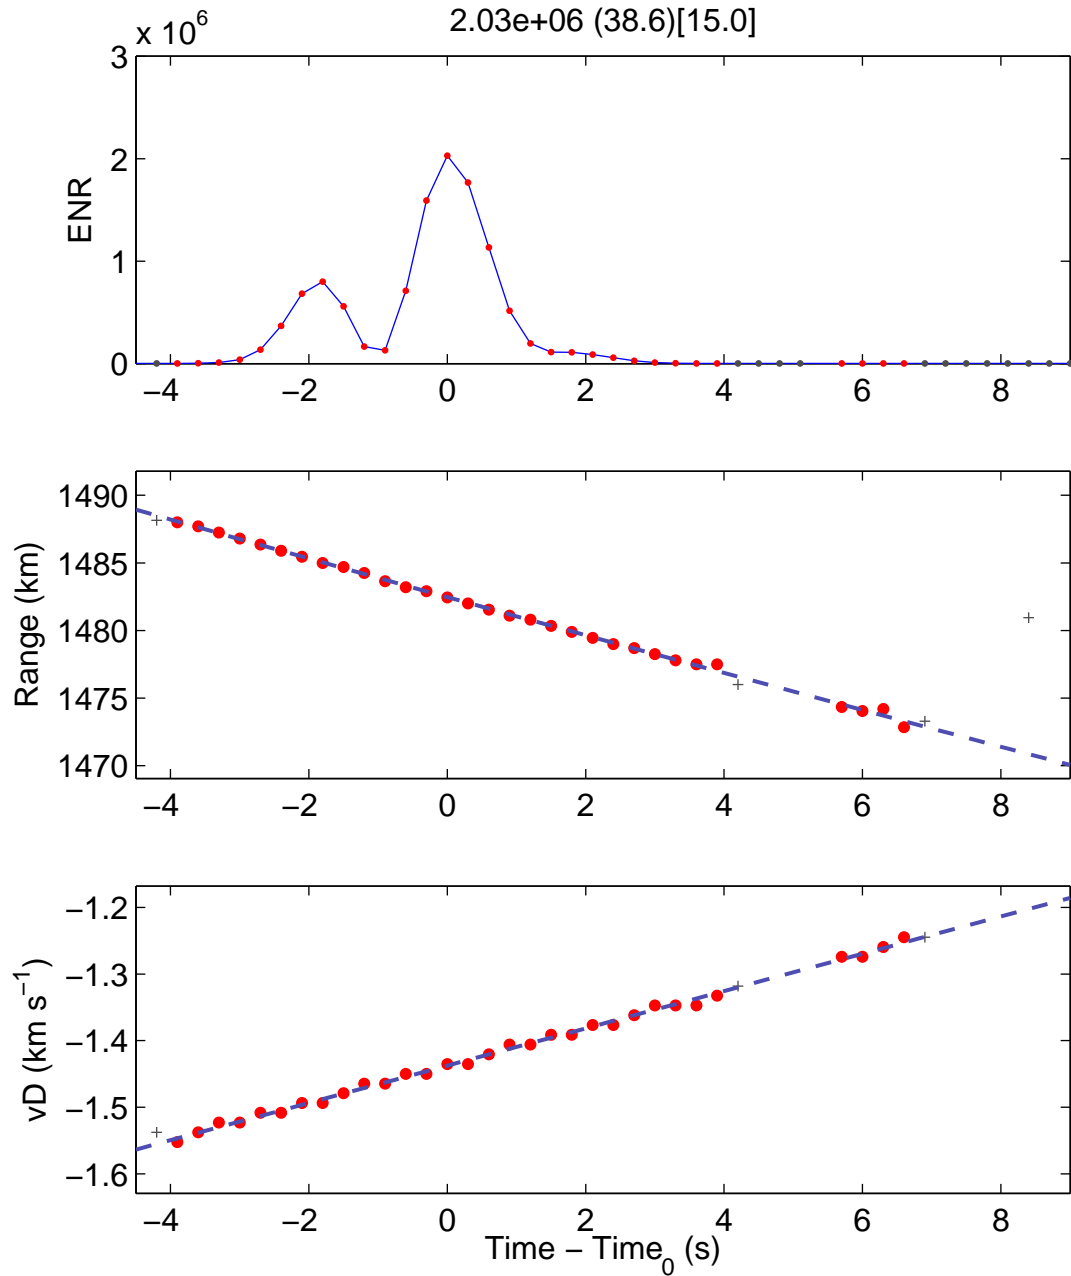 2.03e+06 (38.6)[15.0]
x 10^6
3
2
1
0
ENR
−4 −2 0 2 4 6 8
1490
1485
1480
1475
1470
Range (km)
−4 −2 0 2 4 6 8
−1.2
−1.3
−1.4
−1.5
−1.6
vD (km s^−1)
−4 −2 0 2 4 6 8
Time − Time_0 (s)